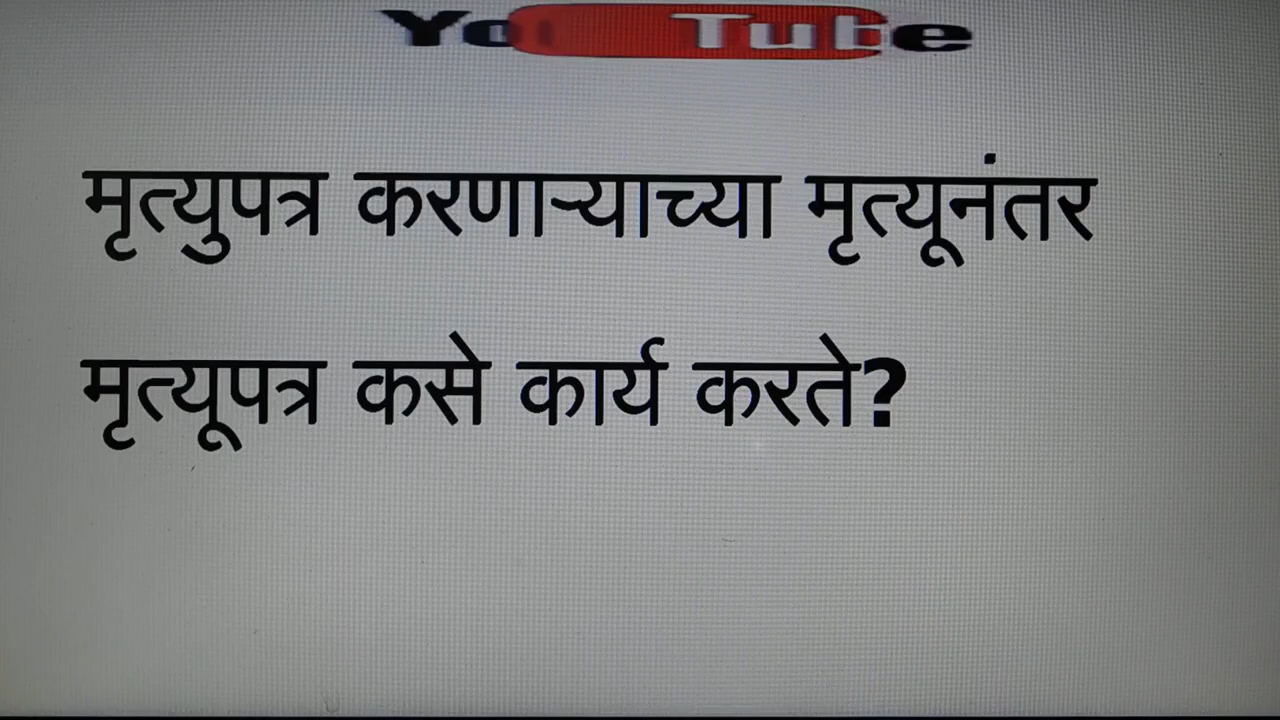 YouTube
मृत्युपत्र करणाऱ्याच्या मृत्यूनंतर
मृत्यूपत्र कसे कार्य करते?